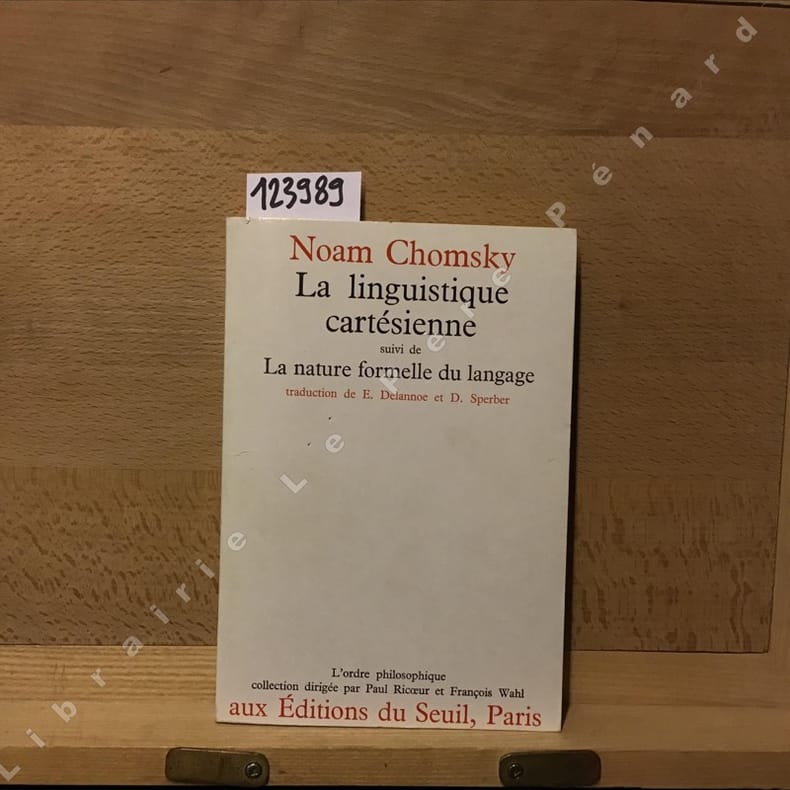 123989
Noam Chomsky
La linguistique
cartésienne
suivi de
La nature formelle du langage
traduction de E. Delannoe et D. Sperber
L'ordre philosophique
collection dirigée par Paul Ricœur et François Wahl
aux Éditions du Seuil, Paris
Librairie Le Père Pénard